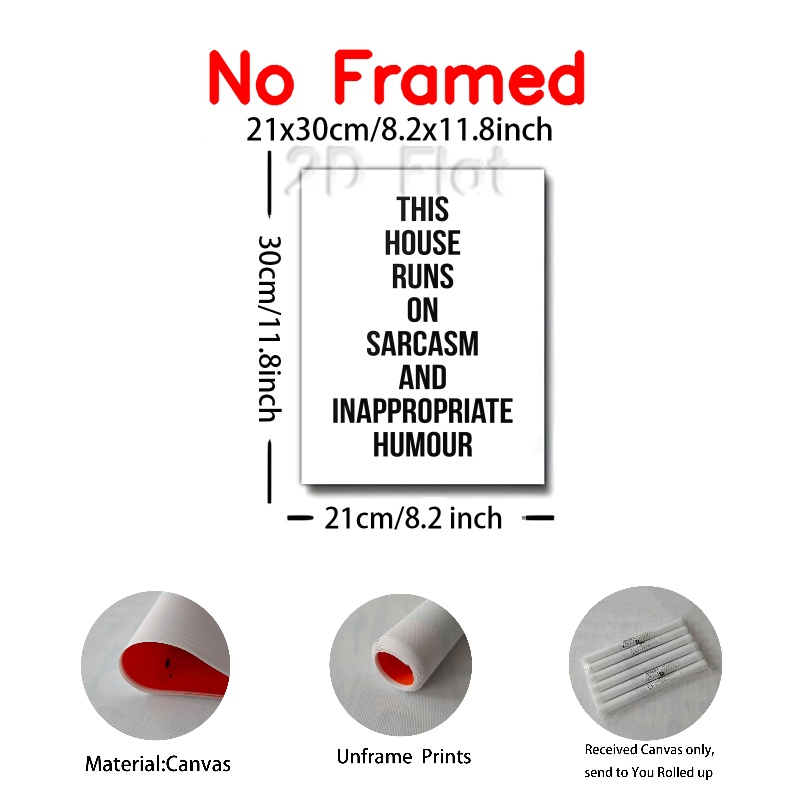 No Framed
21x30cm/8.2x11.8inch
2D Flat
30cm/11.8inch
THIS
HOUSE
RUNS
ON
SARCASM
AND
INAPPROPRIATE
HUMOUR
21cm/8.2 inch
Material:Canvas
Unframe Prints
Received Canvas only,
send to You Rolled up